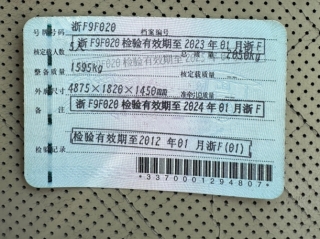 号牌号码 浙F9F020 档案编号
浙F9F020检验有效期至2023年01月浙F
核定载人数 2050kg
整备质量 1595kg 核定载质量
外廓尺寸 4875×1820×1450 准牵引总质量
备注 浙F9F020检验有效期至2024年01月浙F
检验有效期至2012年01月浙F(01)
检验记录
*3370001294807*